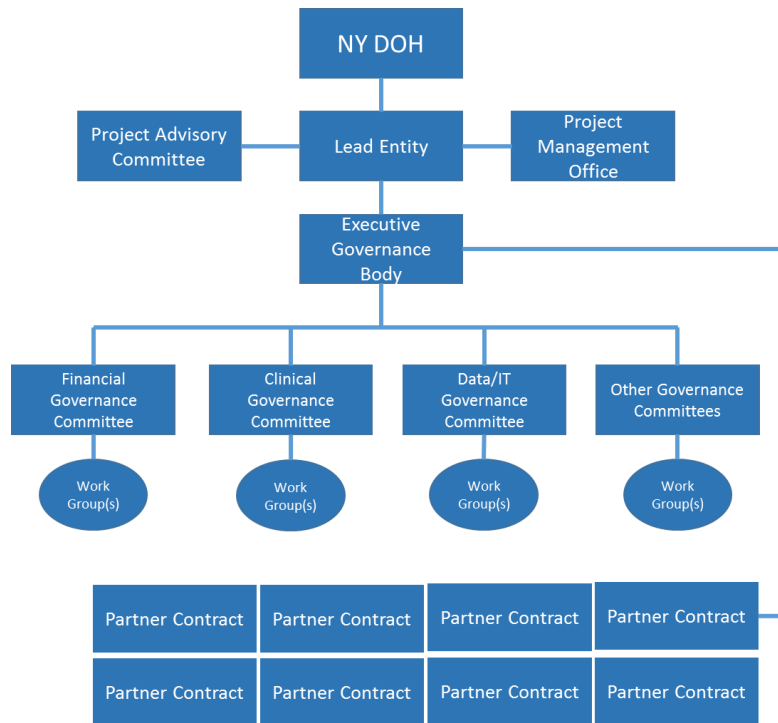 NY DOH
Project Advisory
Committee
Lead Entity
Project
Management
Office
Executive
Governance
Body
Financial
Governance
Committee
Clinical
Governance
Committee
Data/IT
Governance
Committee
Other Governance
Committees
Work
Group(s)
Work
Group(s)
Work
Group(s)
Work
Group(s)
Partner Contract
Partner Contract
Partner Contract
Partner Contract
Partner Contract
Partner Contract
Partner Contract
Partner Contract